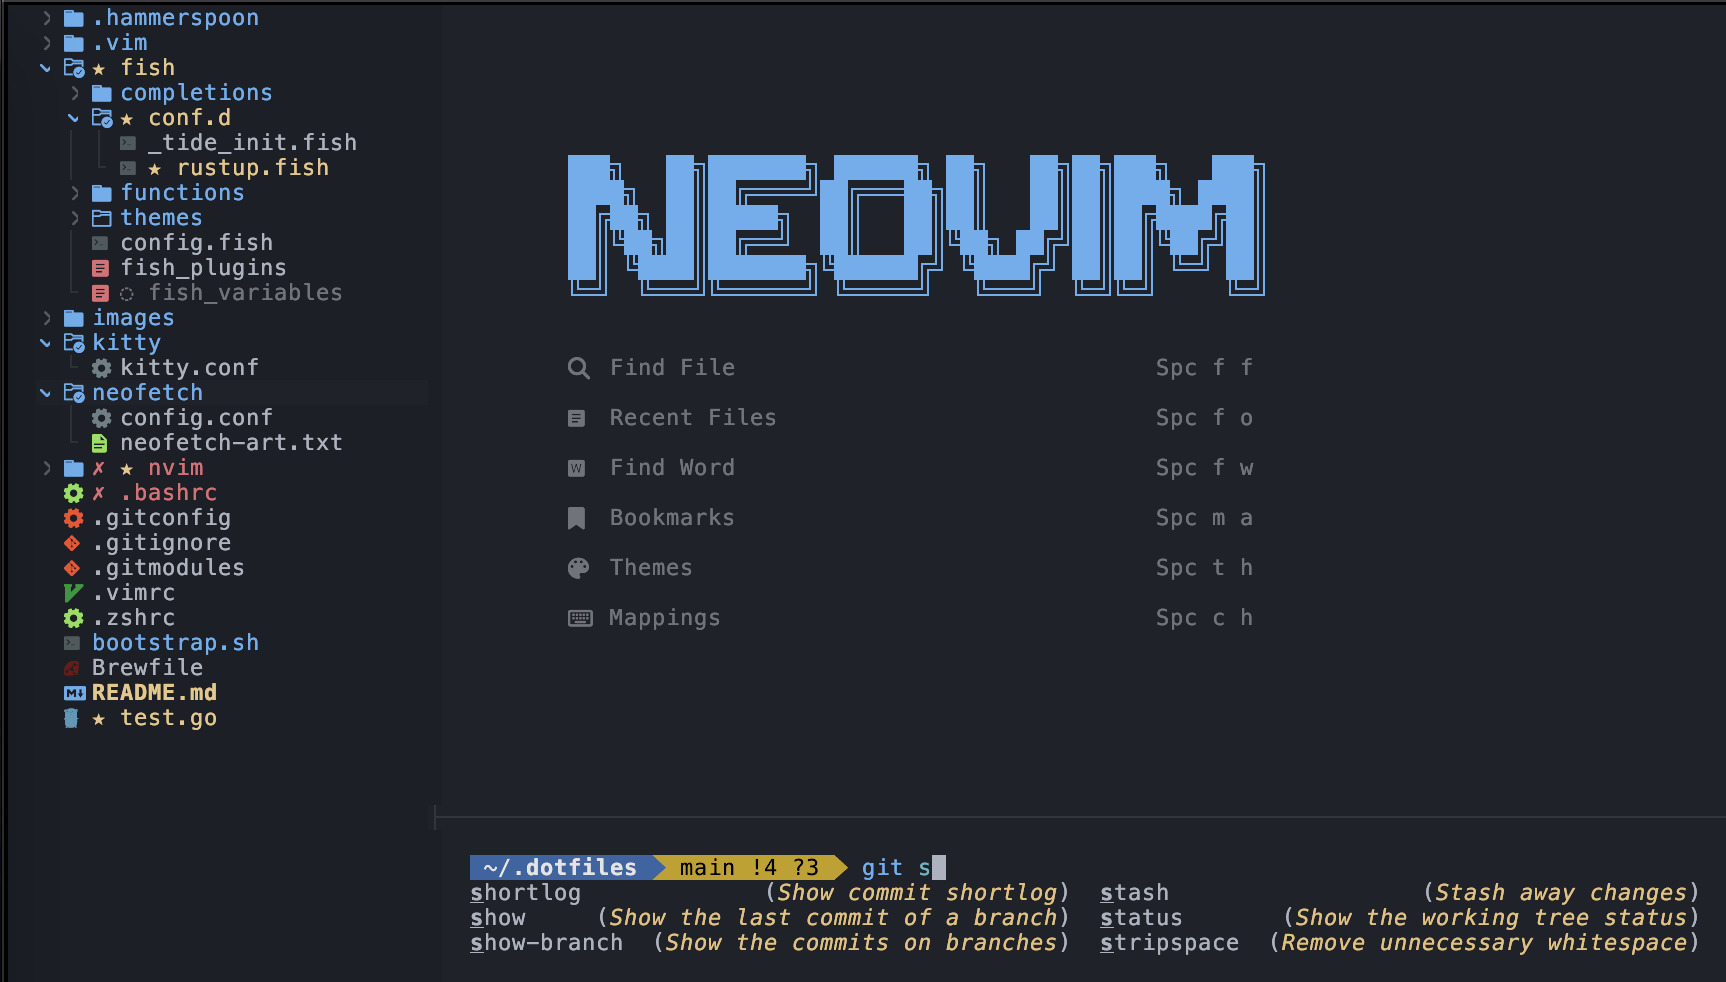 .hammerspoon
.vim
★ fish
completions
★ conf.d
_tide_init.fish
★ rustup.fish
functions
themes
config.fish
fish_plugins
fish_variables
images
kitty
kitty.conf
neofetch
config.conf
neofetch-art.txt
✗ ★ nvim
✗ .bashrc
.gitconfig
.gitignore
.gitmodules
.vimrc
.zshrc
bootstrap.sh
Brewfile
README.md
★ test.go
NEOVIM
Find File Spc f f
Recent Files Spc f o
Find Word Spc f w
Bookmarks Spc m a
Themes Spc t h
Mappings Spc c h
~/.dotfiles main !4 ?3 git s
shortlog (Show commit shortlog) stash (Stash away changes)
show (Show the last commit of a branch) status (Show the working tree status)
show-branch (Show the commits on branches) stripspace (Remove unnecessary whitespace)